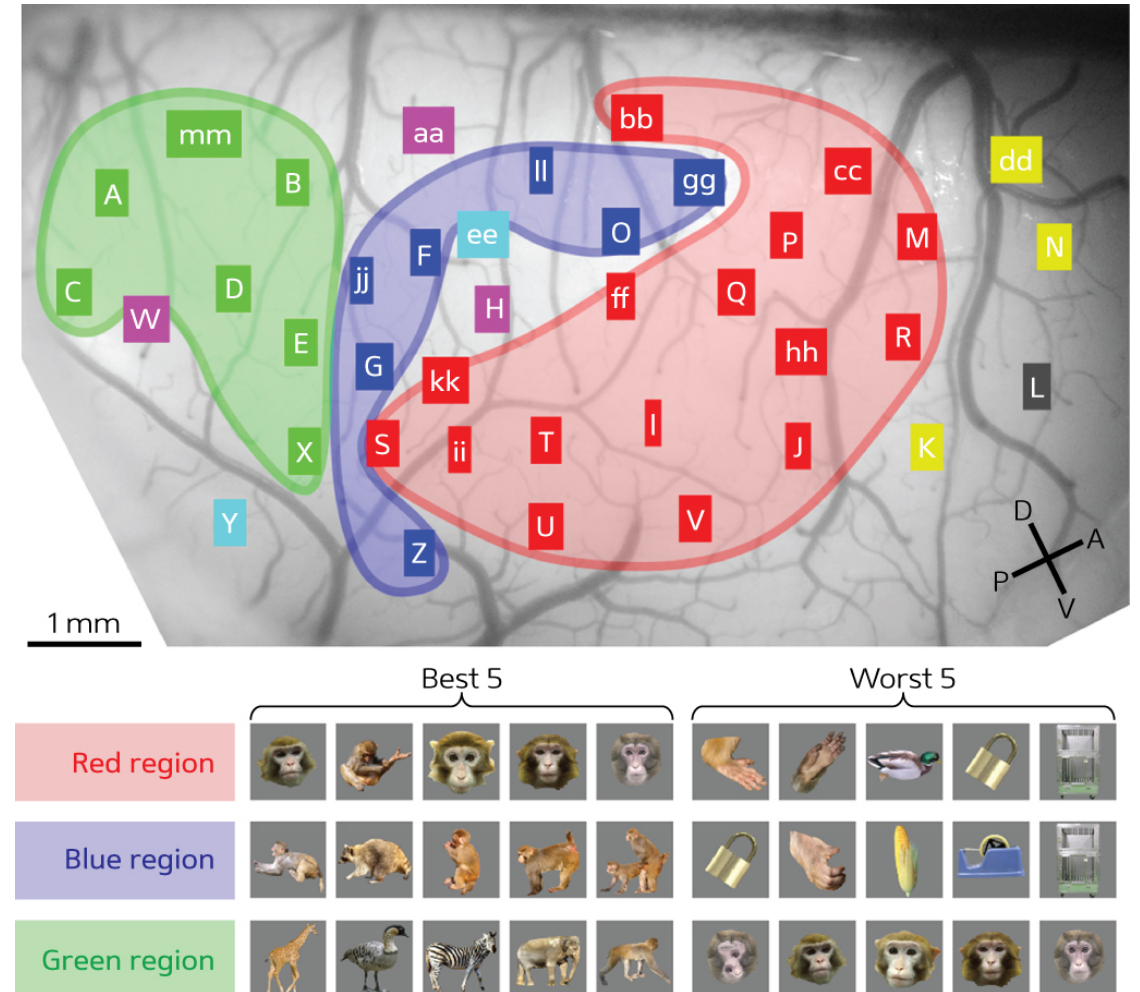 bb
mm
aa
ll
cc
dd
A
B
gg
ee
O
P
M
N
F
jj
C
D
ff
Q
W
H
E
hh
R
G
kk
L
I
S
ii
T
J
K
X
Y
U
V
Z
D
A
P
V
1 mm
Best 5 Worst 5
Red region
Blue region
Green region